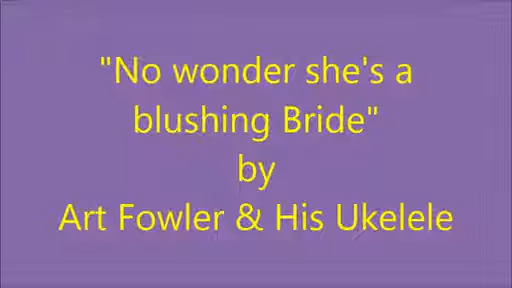 "No wonder she's a
blushing Bride"
by
Art Fowler & His Ukelele